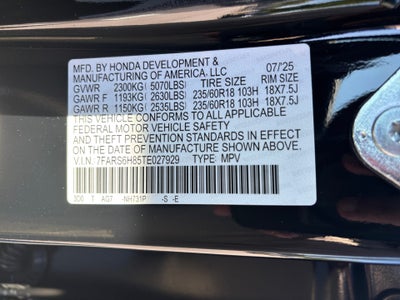 MFD. BY HONDA DEVELOPMENT & 07/25
MANUFACTURING OF AMERICA, LLC
GVWR 2300KG( 5070LBS) TIRE SIZE RIM SIZE
GAWR F 1193KG( 2630LBS) 235/60R18 103H 18X7.5J
GAWR R 1150KG( 2535LBS) 235/60R18 103H 18X7.5J
THIS VEHICLE CONFORMS TO ALL APPLICABLE
FEDERAL MOTOR VEHICLE SAFETY
AND THEFT PREVENTION STANDARDS IN EFFECT
ON THE DATE OF MANUFACTURE SHOWN ABOVE.
V.I.N.: 7FARS6H85TE027929 TYPE: MPV
3D0 T AG7 -NH731P -S -E